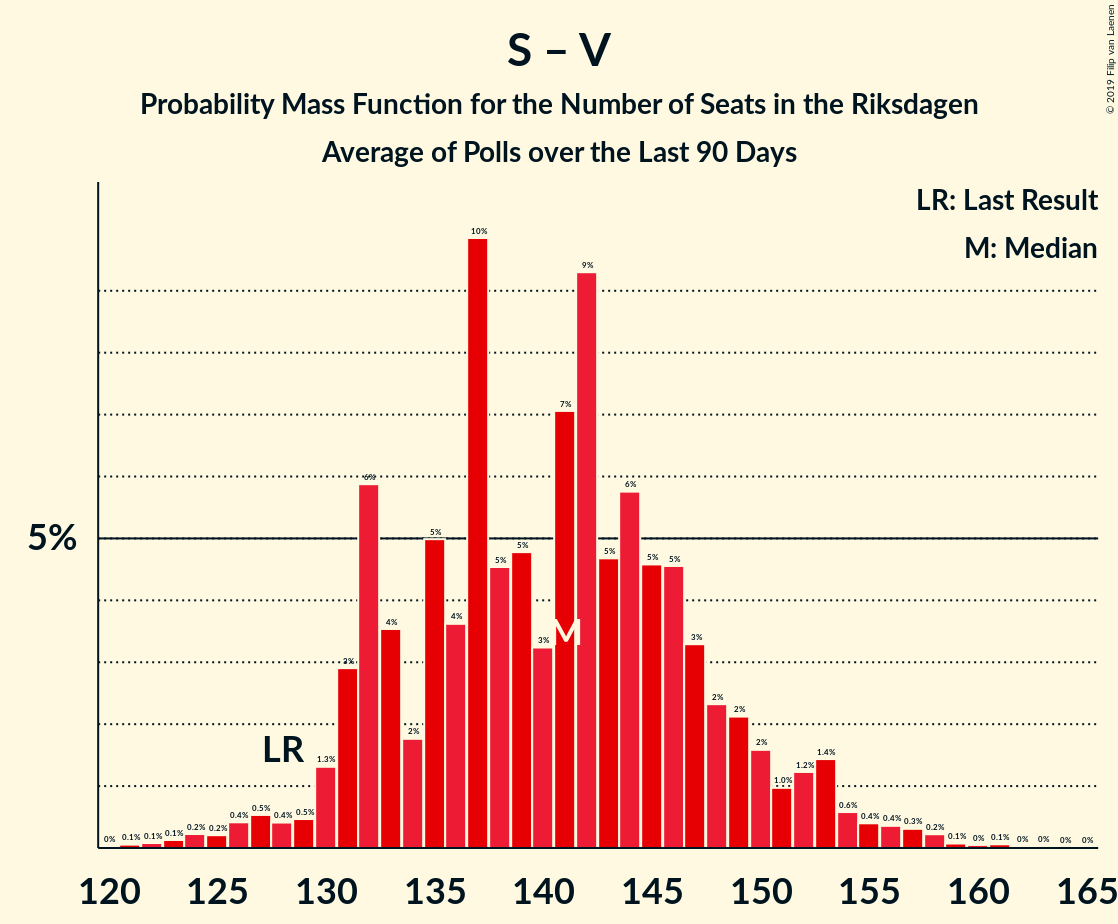 S – V
Probability Mass Function for the Number of Seats in the Riksdagen
Average of Polls over the Last 90 Days
© 2019 Filip van Laenen
LR: Last Result
M: Median
5%
0% 0.1% 0.1% 0.1% 0.2% 0.2% 0.4% 0.5% 0.4% 0.5% 1.3% 3% 6% 4% 2% 5% 4% 10% 5% 5% 3% 7% 9% 5% 6% 5% 5% 3% 2% 2% 2% 1.0% 1.2% 1.4% 0.6% 0.4% 0.4% 0.3% 0.2% 0.1% 0% 0.1% 0% 0% 0% 0%
M
LR
120 125 130 135 140 145 150 155 160 165